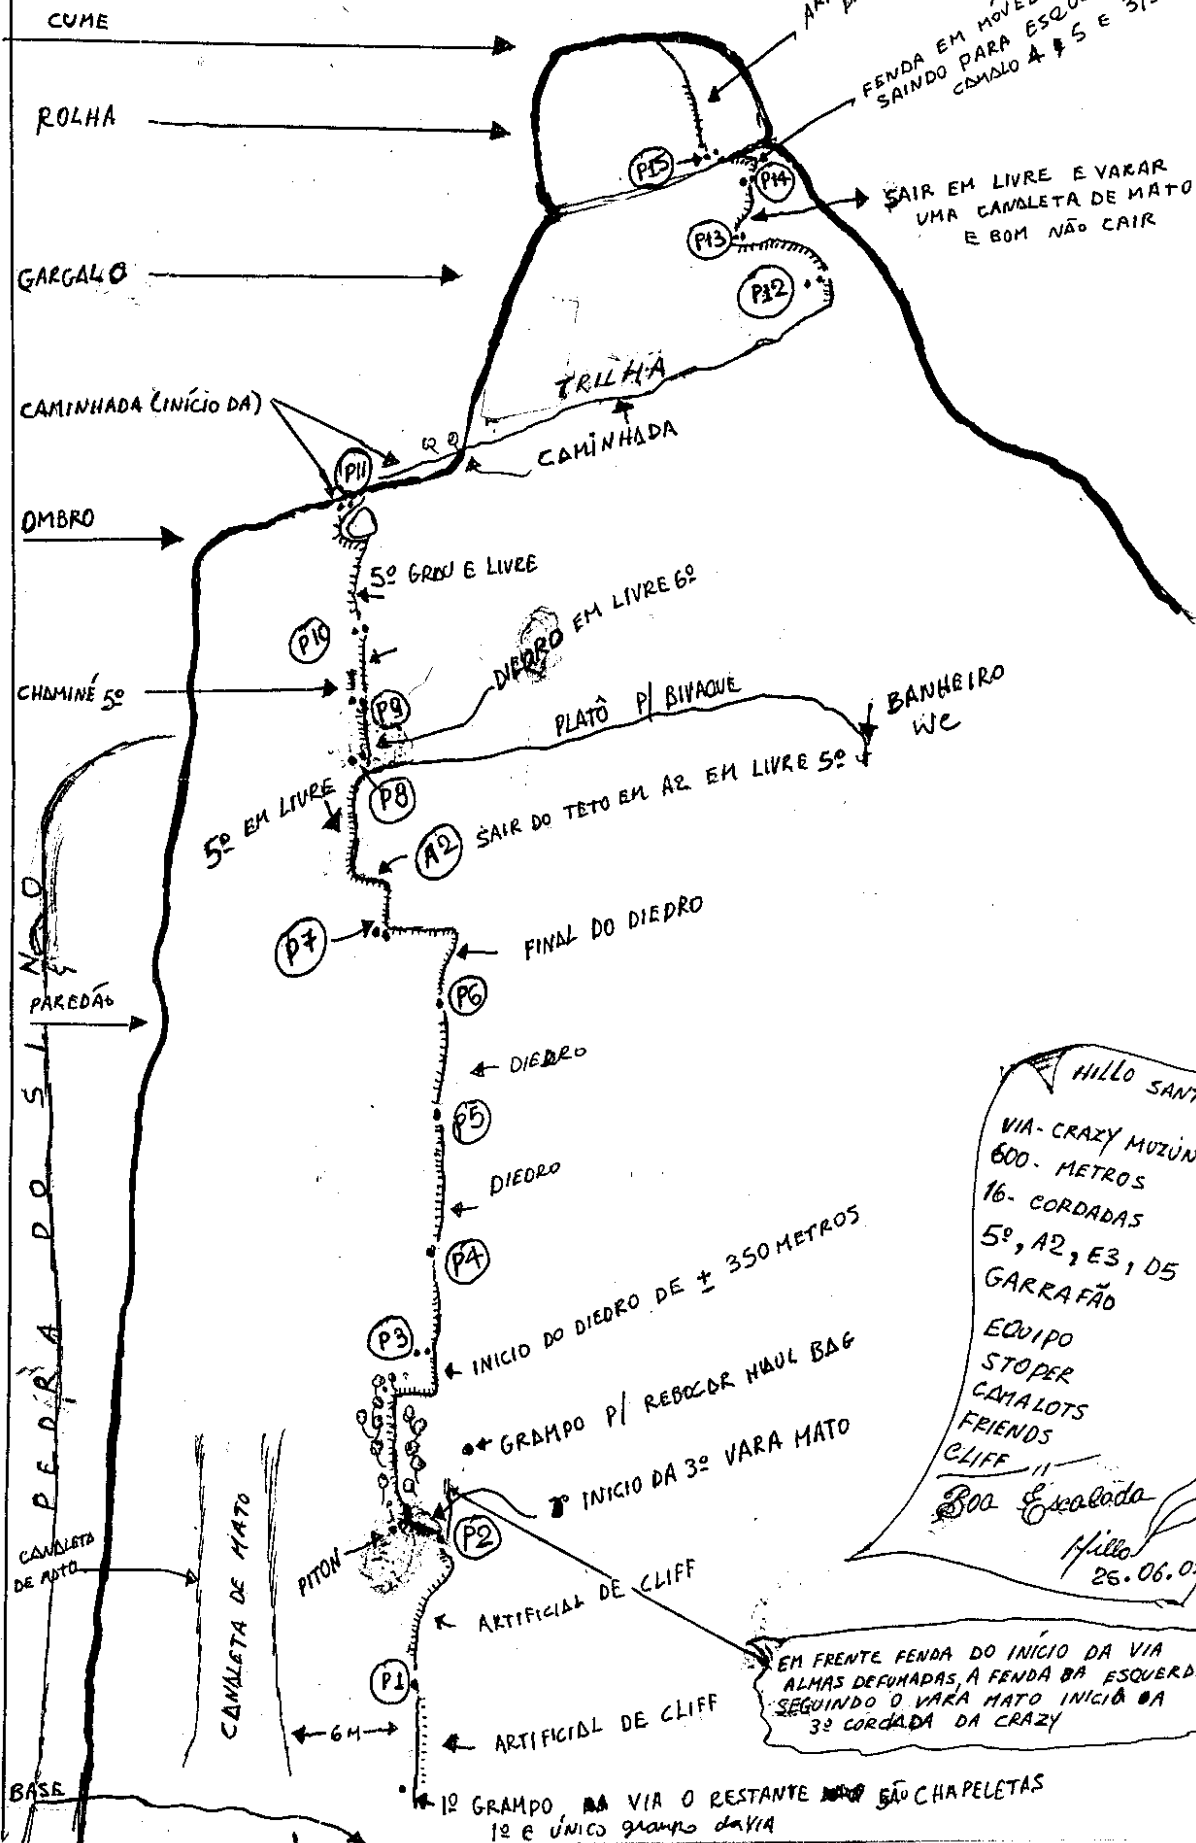 CUME
ROLHA
FENDA EM
SAINDO PARA
CAMALO 4 5 E
P15
P14
SAIR EM LIVRE E VARAR
UMA CANALETA DE MATO
E BOM NÃO CAIR
P13
GARGALO
P12
TRILHA
CAMINHADA (INÍCIO DA)
CAMINHADA
P11
OMBRO
5º GRAU E LIVRE
P10
DIEDRO EM LIVRE 6º
CHAMINÉ 5º
P9
PLATÔ P/ BIVAQUE
BANHEIRO
WC
P8
5º EM LIVRE
A2 SAIR DO TETO EM A2 EM LIVRE 5º
P7
FINAL DO DIEDRO
P6
PAREDÃO
DIEDRO
P5
DIEDRO
P4
PEDRA DO SINO
INICIO DO DIEDRO DE ± 350 METROS
P3
GRAMPO P/ REBOCAR HAUL BAG
INICIO DA 3º VARA MATO
P2
PITON
CANALETA
DE MATO
CANALETA DE MATO
ARTIFICIAL DE CLIFF
P1
6M
ARTIFICIAL DE CLIFF
BASE
1º GRAMPO, DA VIA O RESTANTE SÃO CHAPELETAS
1º E ÚNICO grampo da VIA
HILLO
VIA - CRAZY
600 - METROS
16 - CORDADAS
5º, A2, E3, D5
GARRAFÃO
EQUIPO
STOPER
CAMALOTS
FRIENDS
CLIFF
Boa Escalada
Hillo
EM FRENTE FENDA DO INÍCIO DA VIA
ALMAS DEFUMADAS, A FENDA DA
SEGUINDO O VARA MATO INICIO DA
3º CORDADA DA CRAZY